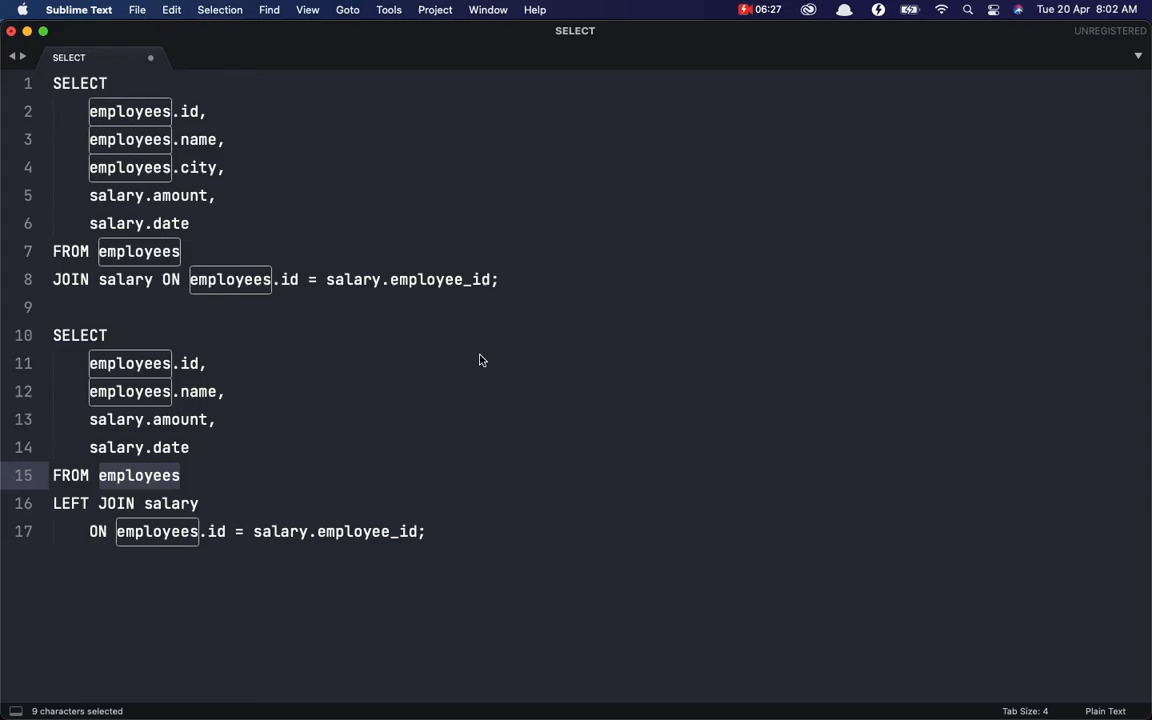 Sublime Text File Edit Selection Find View Goto Tools Project Window Help 06:27 Tue 20 Apr 8:02 AM
SELECT UNREGISTERED
SELECT
1 SELECT
2 employees.id,
3 employees.name,
4 employees.city,
5 salary.amount,
6 salary.date
7 FROM employees
8 JOIN salary ON employees.id = salary.employee_id;
9
10 SELECT
11 employees.id,
12 employees.name,
13 salary.amount,
14 salary.date
15 FROM employees
16 LEFT JOIN salary
17 ON employees.id = salary.employee_id;
9 characters selected Tab Size: 4 Plain Text